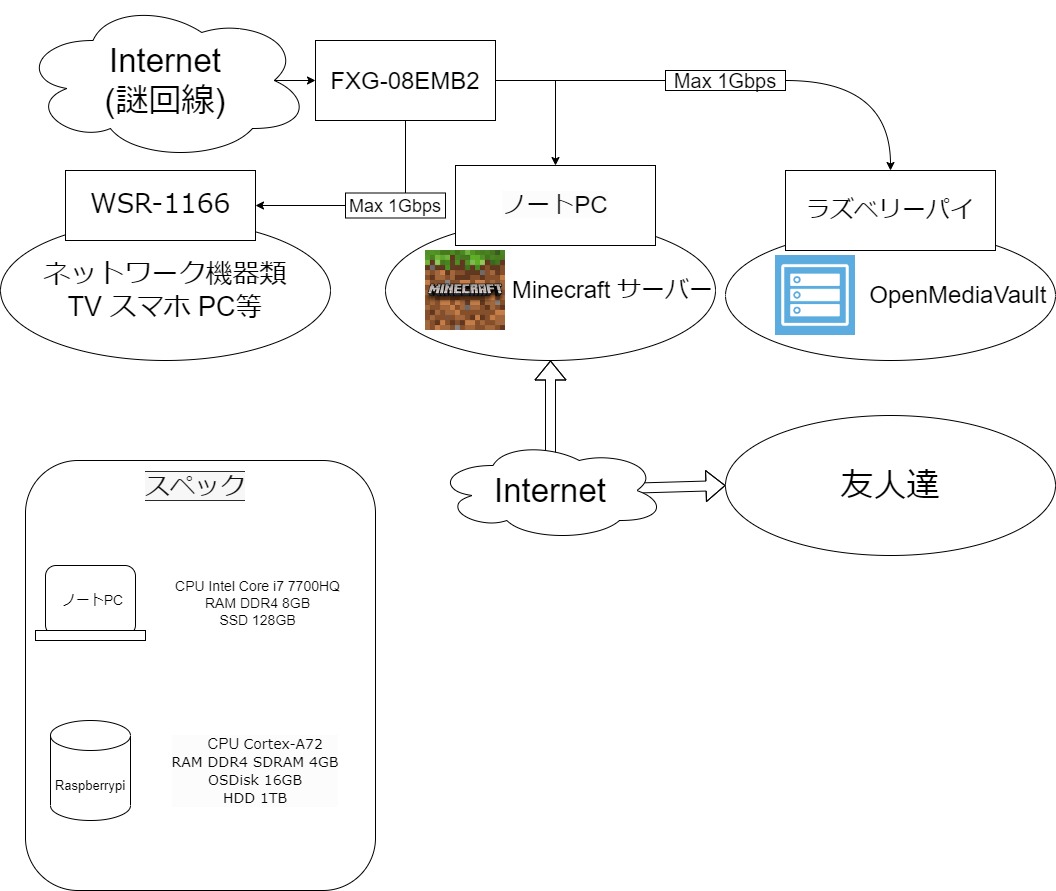 Internet
(謎回線)
FXG-08EMB2
Max 1Gbps
WSR-1166
Max 1Gbps
ノートPC
ラズベリーパイ
ネットワーク機器類
TV スマホ PC等
MINECRAFT
Minecraft サーバー
OpenMediaVault
Internet
友人達
スペック
ノートPC
CPU Intel Core i7 7700HQ
RAM DDR4 8GB
SSD 128GB
Raspberrypi
CPU Cortex-A72
RAM DDR4 SDRAM 4GB
OSDisk 16GB
HDD 1TB